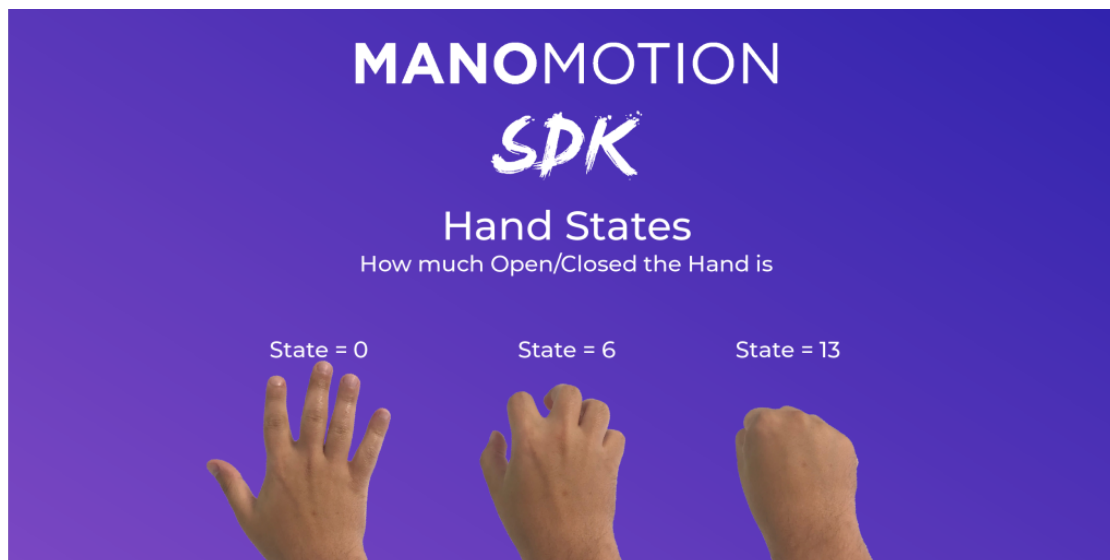 MANOMOTION
SDK
Hand States
How much Open/Closed the Hand is
State = 0
State = 6
State = 13